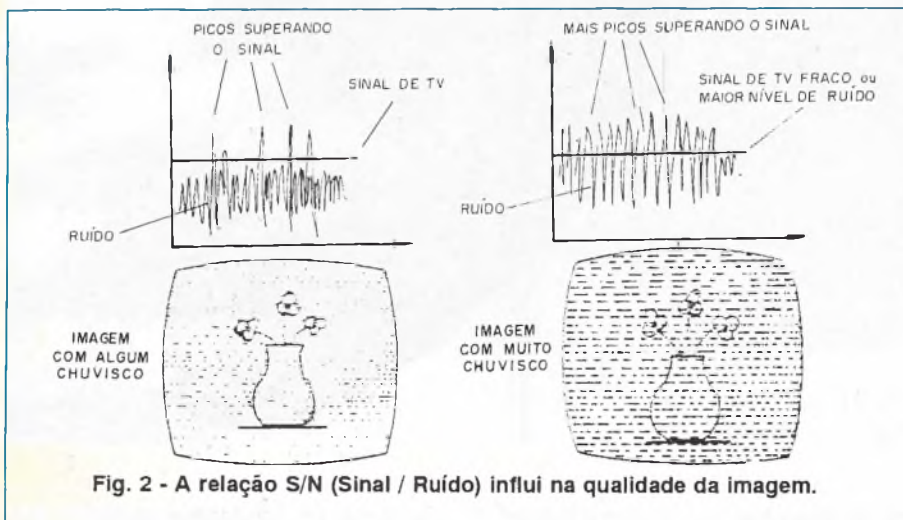 PICOS SUPERANDO
O SINAL
SINAL DE TV
RUÍDO
MAIS PICOS SUPERANDO O SINAL
SINAL DE TV FRACO ou
MAIOR NÍVEL DE RUÍDO
RUÍDO
IMAGEM
COM ALGUM
CHUVISCO
IMAGEM
COM MUITO
CHUVISCO
Fig. 2 - A relação S/N (Sinal / Ruído) influi na qualidade da imagem.